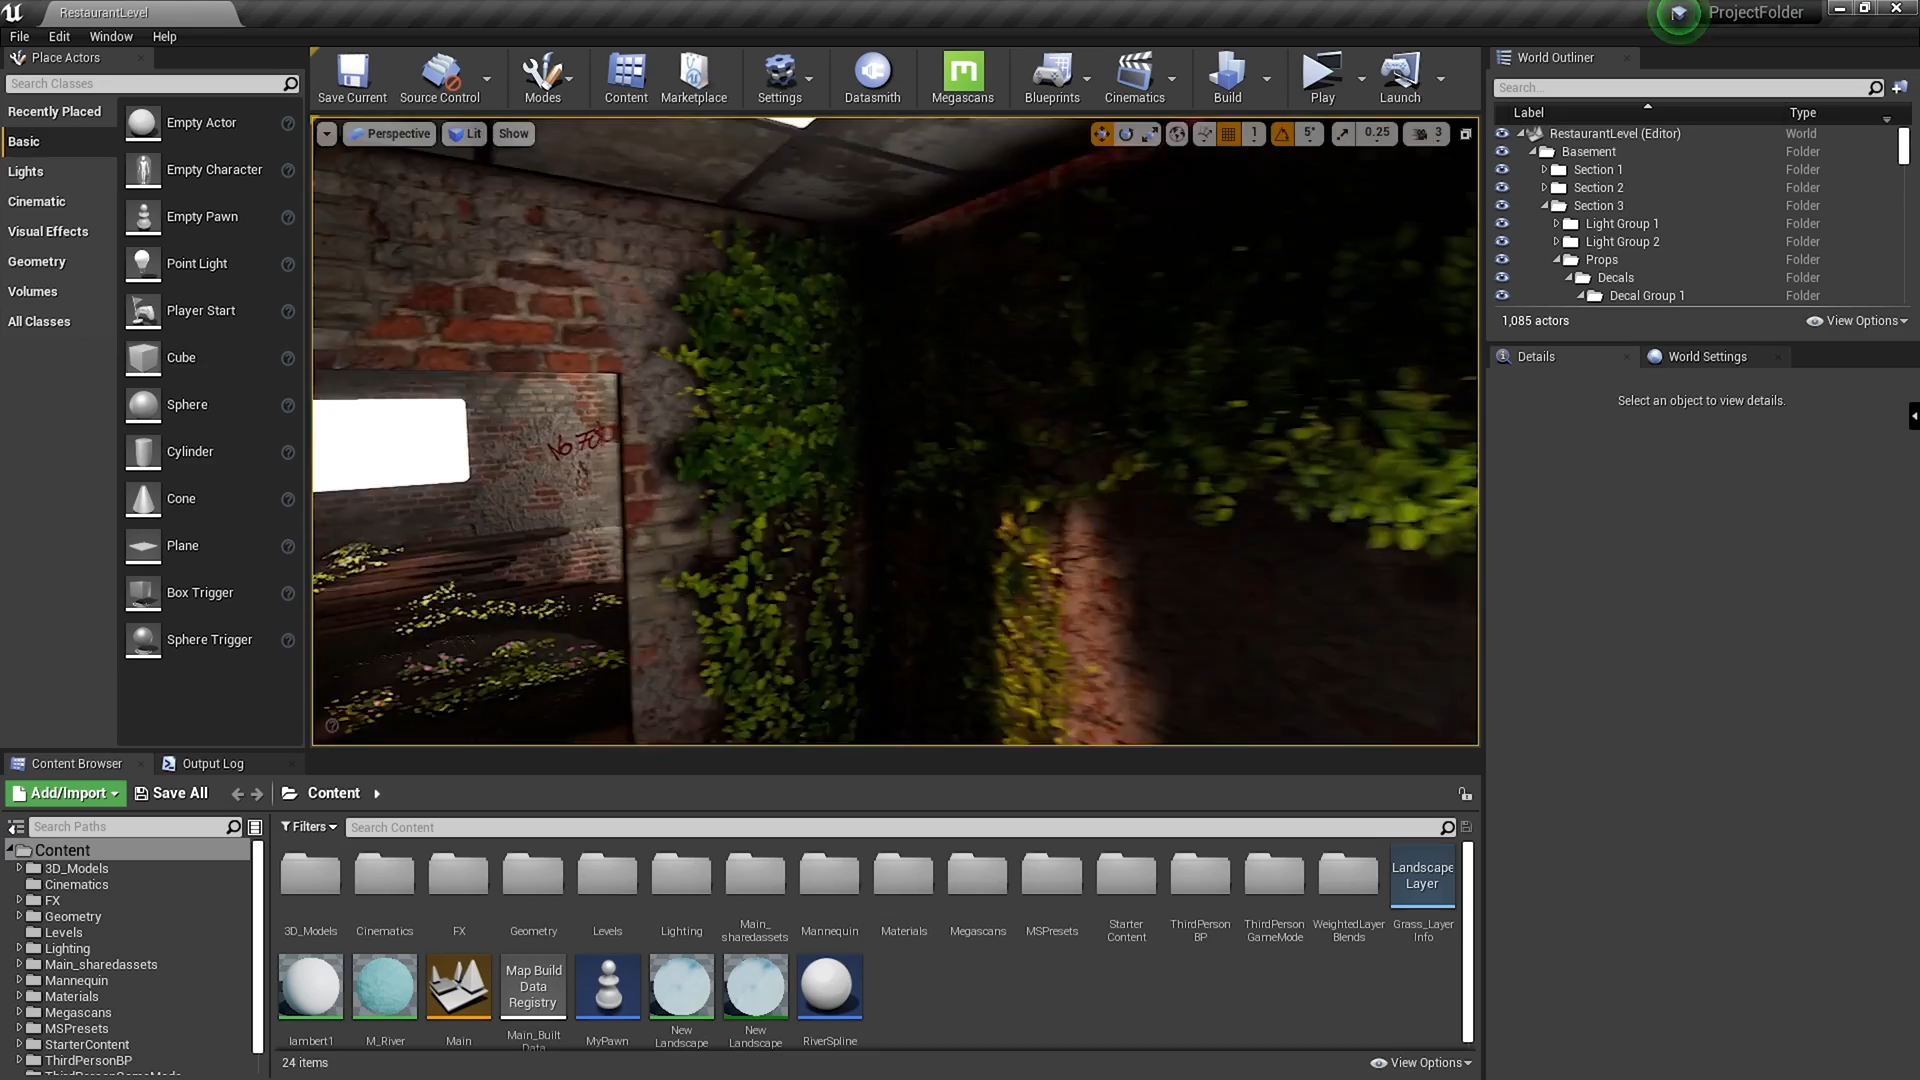 RestaurantLevel
ProjectFolder
File Edit Window Help
Place Actors
Search Classes
Recently Placed
Basic
Lights
Cinematic
Visual Effects
Geometry
Volumes
All Classes
Empty Actor
Empty Character
Empty Pawn
Point Light
Player Start
Cube
Sphere
Cylinder
Cone
Plane
Box Trigger
Sphere Trigger
Save Current Source Control Modes Content Marketplace Settings Datasmith Megascans Blueprints Cinematics Build Play Launch
Perspective Lit Show
1 5° 0.25 3
World Outliner
Search...
Label Type
RestaurantLevel (Editor) World
Basement Folder
Section 1 Folder
Section 2 Folder
Section 3 Folder
Light Group 1 Folder
Light Group 2 Folder
Props Folder
Decals Folder
Decal Group 1 Folder
1,085 actors View Options
Details World Settings
Select an object to view details.
Content Browser Output Log
Add/Import Save All Content
Search Paths
Content
3D_Models
Cinematics
FX
Geometry
Levels
Lighting
Main_sharedassets
Mannequin
Materials
Megascans
MSPresets
StarterContent
ThirdPersonBP
ThirdPersonGameMode
Filters Search Content
Landscape
Layer
3D_Models Cinematics FX Geometry Levels Lighting Main_ Mannequin Materials Megascans MSPresets Starter ThirdPerson ThirdPerson WeightedLayer Grass_Layer
sharedassets Content BP GameMode Blends Info
Map Build
Data
Registry
lambert1 M_River Main Main_Built MyPawn New New RiverSpline
Data Landscape Landscape
24 items View Options